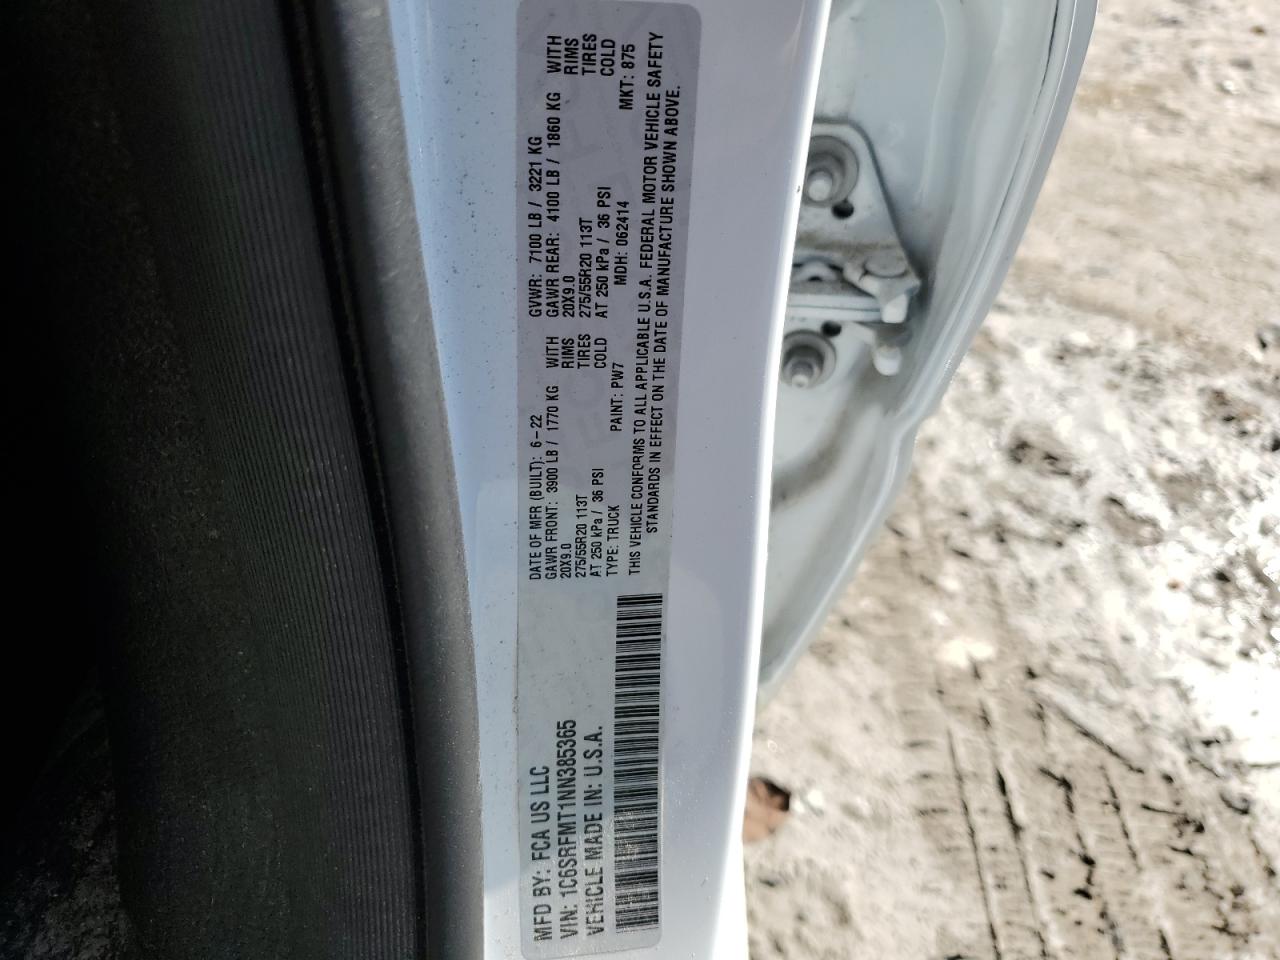 MFD BY: FCA US LLC
VIN: 1C6SRFMT1NN385365
VEHICLE MADE IN: U.S.A.
DATE OF MFR (BUILT): 6-22 GVWR: 7100 LB / 3221 KG
GAWR FRONT: 3900 LB / 1770 KG WITH GAWR REAR: 4100 LB / 1860 KG WITH
20X9.0 RIMS 20X9.0 RIMS
275/55R20 113T TIRES 275/55R20 113T TIRES
AT 250 kPa / 36 PSI COLD AT 250 kPa / 36 PSI COLD
TYPE: TRUCK PAINT: PW7 MDH: 062414 MKT: 875
THIS VEHICLE CONFORMS TO ALL APPLICABLE U.S.A. FEDERAL MOTOR VEHICLE SAFETY
STANDARDS IN EFFECT ON THE DATE OF MANUFACTURE SHOWN ABOVE.